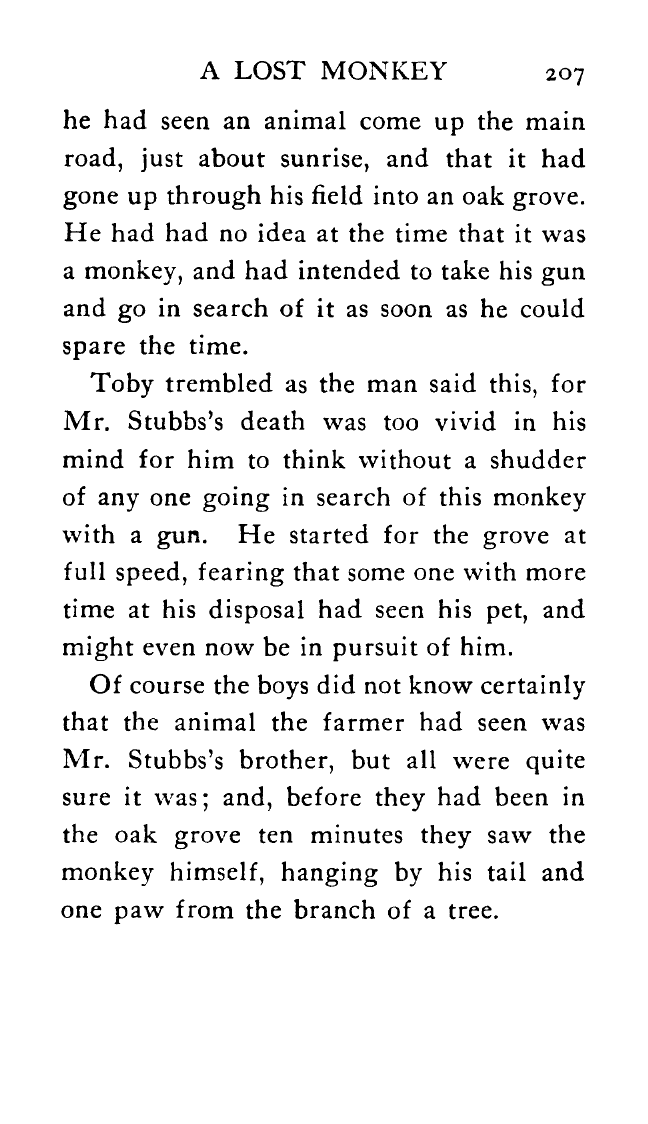 A LOST MONKEY 207
he had seen an animal come up the main
road, just about sunrise, and that it had
gone up through his field into an oak grove.
He had had no idea at the time that it was
a monkey, and had intended to take his gun
and go in search of it as soon as he could
spare the time.
Toby trembled as the man said this, for
Mr. Stubbs's death was too vivid in his
mind for him to think without a shudder
of any one going in search of this monkey
with a gun. He started for the grove at
full speed, fearing that some one with more
time at his disposal had seen his pet, and
might even now be in pursuit of him.
Of course the boys did not know certainly
that the animal the farmer had seen was
Mr. Stubbs's brother, but all were quite
sure it was; and, before they had been in
the oak grove ten minutes they saw the
monkey himself, hanging by his tail and
one paw from the branch of a tree.